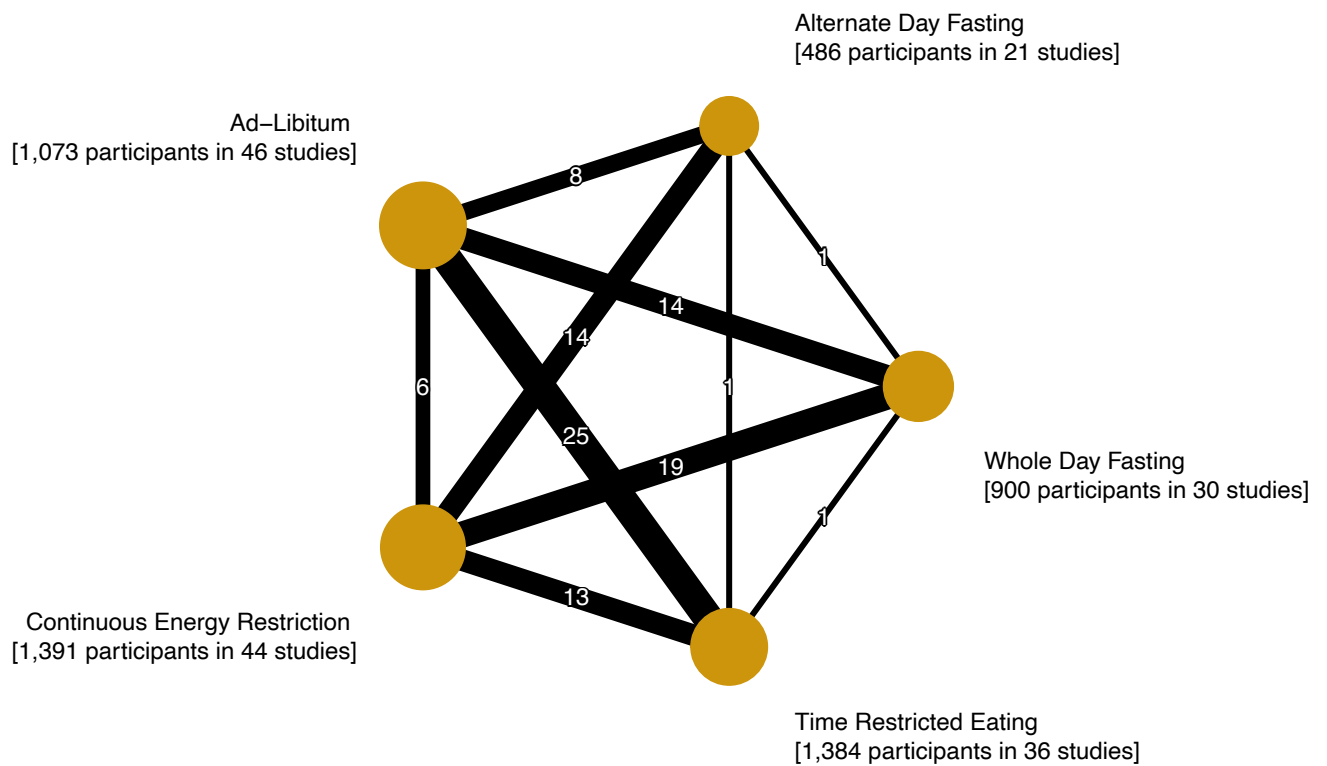 Alternate Day Fasting
[486 participants in 21 studies]
Ad–Libitum
[1,073 participants in 46 studies]
8
1
14
14
6
1
25
19
Whole Day Fasting
[900 participants in 30 studies]
1
13
Continuous Energy Restriction
[1,391 participants in 44 studies]
Time Restricted Eating
[1,384 participants in 36 studies]